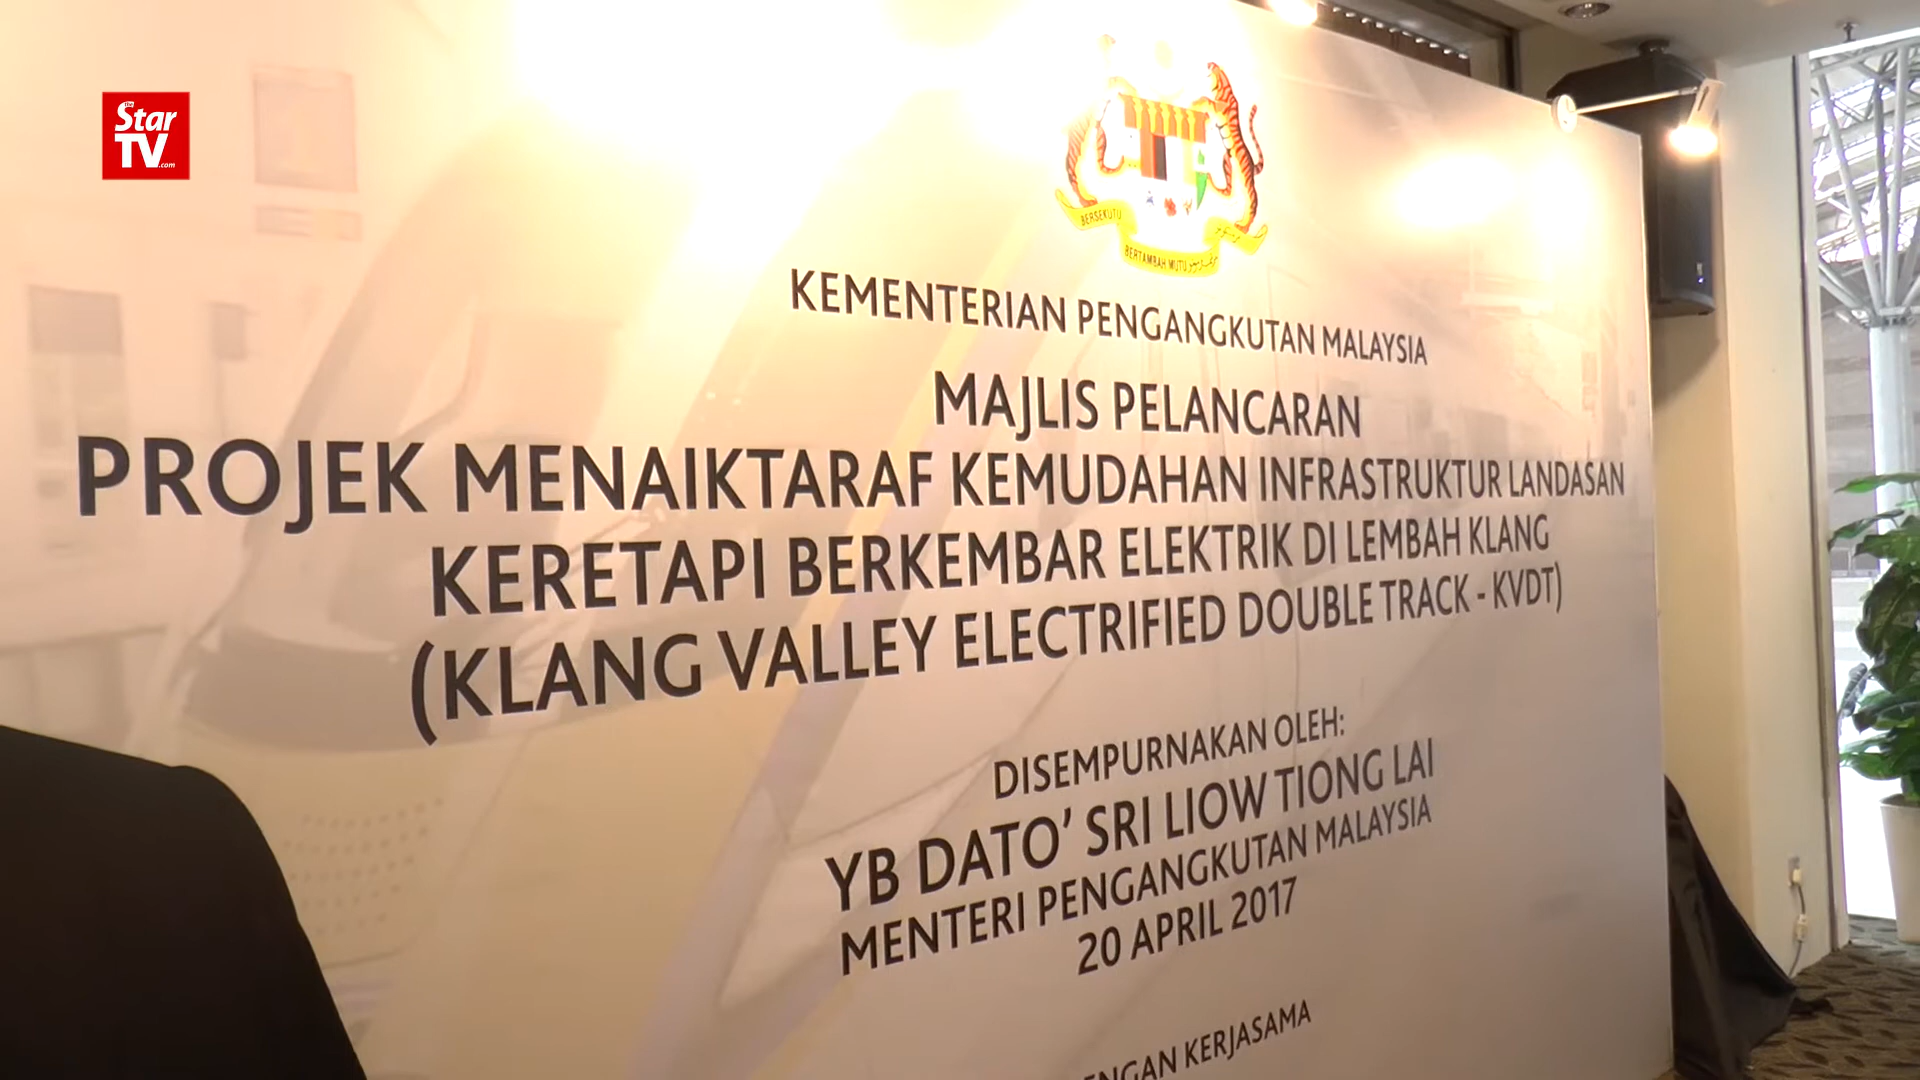 The Star
TV.com
BERSEKUTU
BERTAMBAH MUTU
KEMENTERIAN PENGANGKUTAN MALAYSIA
MAJLIS PELANCARAN
PROJEK MENAIKTARAF KEMUDAHAN INFRASTRUKTUR LANDASAN
KERETAPI BERKEMBAR ELEKTRIK DI LEMBAH KLANG
(KLANG VALLEY ELECTRIFIED DOUBLE TRACK - KVDT)
DISEMPURNAKAN OLEH:
YB DATO' SRI LIOW TIONG LAI
MENTERI PENGANGKUTAN MALAYSIA
20 APRIL 2017
KERJASAMA